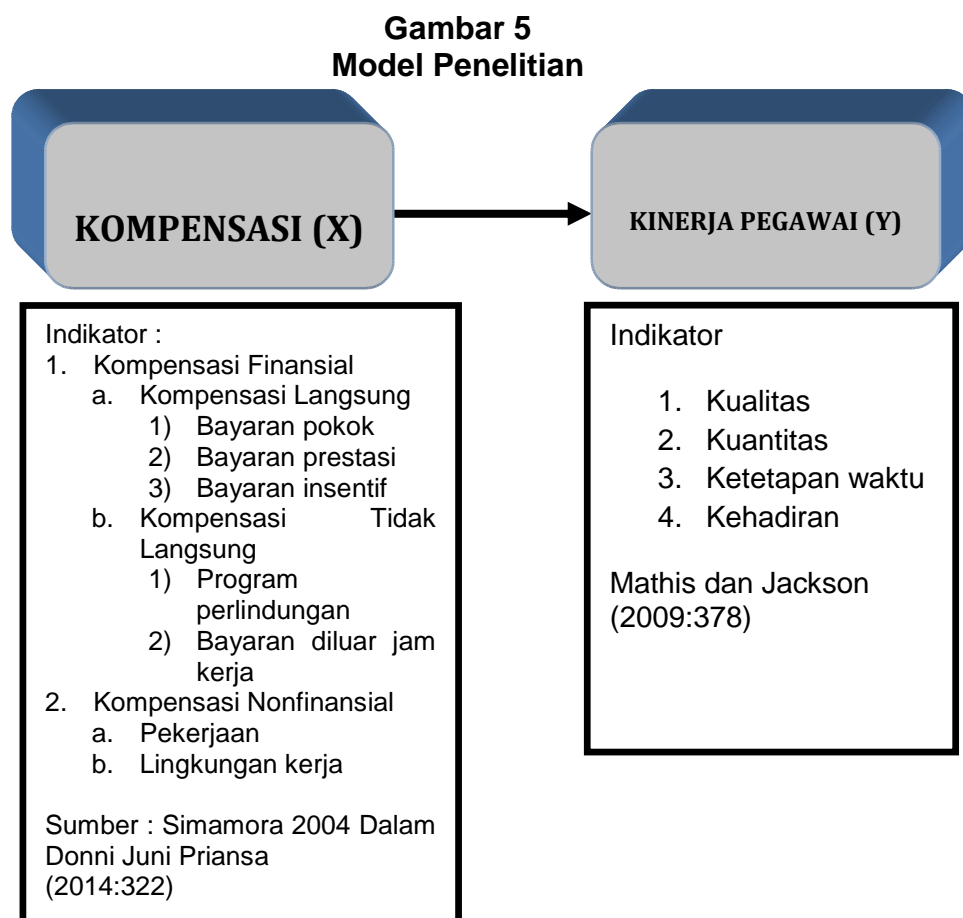 Gambar 5
Model Penelitian
KOMPENSASI (X)
KINERJA PEGAWAI (Y)
Indikator :
1. Kompensasi Finansial
a. Kompensasi Langsung
1) Bayaran pokok
2) Bayaran prestasi
3) Bayaran insentif
b. Kompensasi Tidak
Langsung
1) Program
perlindungan
2) Bayaran diluar jam
kerja
2. Kompensasi Nonfinansial
a. Pekerjaan
b. Lingkungan kerja
Sumber : Simamora 2004 Dalam
Donni Juni Priansa
(2014:322)
Indikator
1. Kualitas
2. Kuantitas
3. Ketetapan waktu
4. Kehadiran
Mathis dan Jackson
(2009:378)